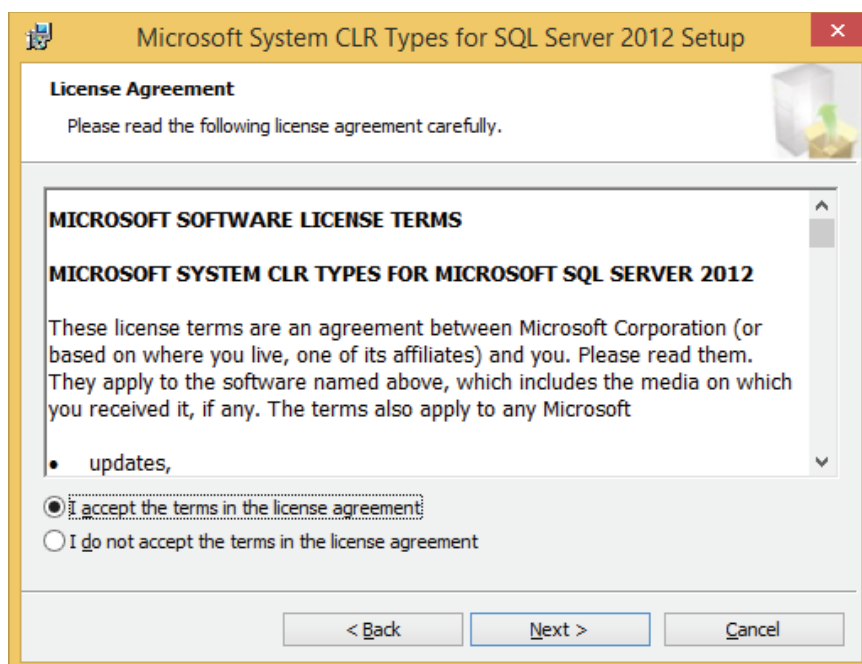 Microsoft System CLR Types for SQL Server 2012 Setup
License Agreement
Please read the following license agreement carefully.
MICROSOFT SOFTWARE LICENSE TERMS
MICROSOFT SYSTEM CLR TYPES FOR MICROSOFT SQL SERVER 2012
These license terms are an agreement between Microsoft Corporation (or
based on where you live, one of its affiliates) and you. Please read them.
They apply to the software named above, which includes the media on which
you received it, if any. The terms also apply to any Microsoft
• updates,
I accept the terms in the license agreement
I do not accept the terms in the license agreement
< Back Next > Cancel